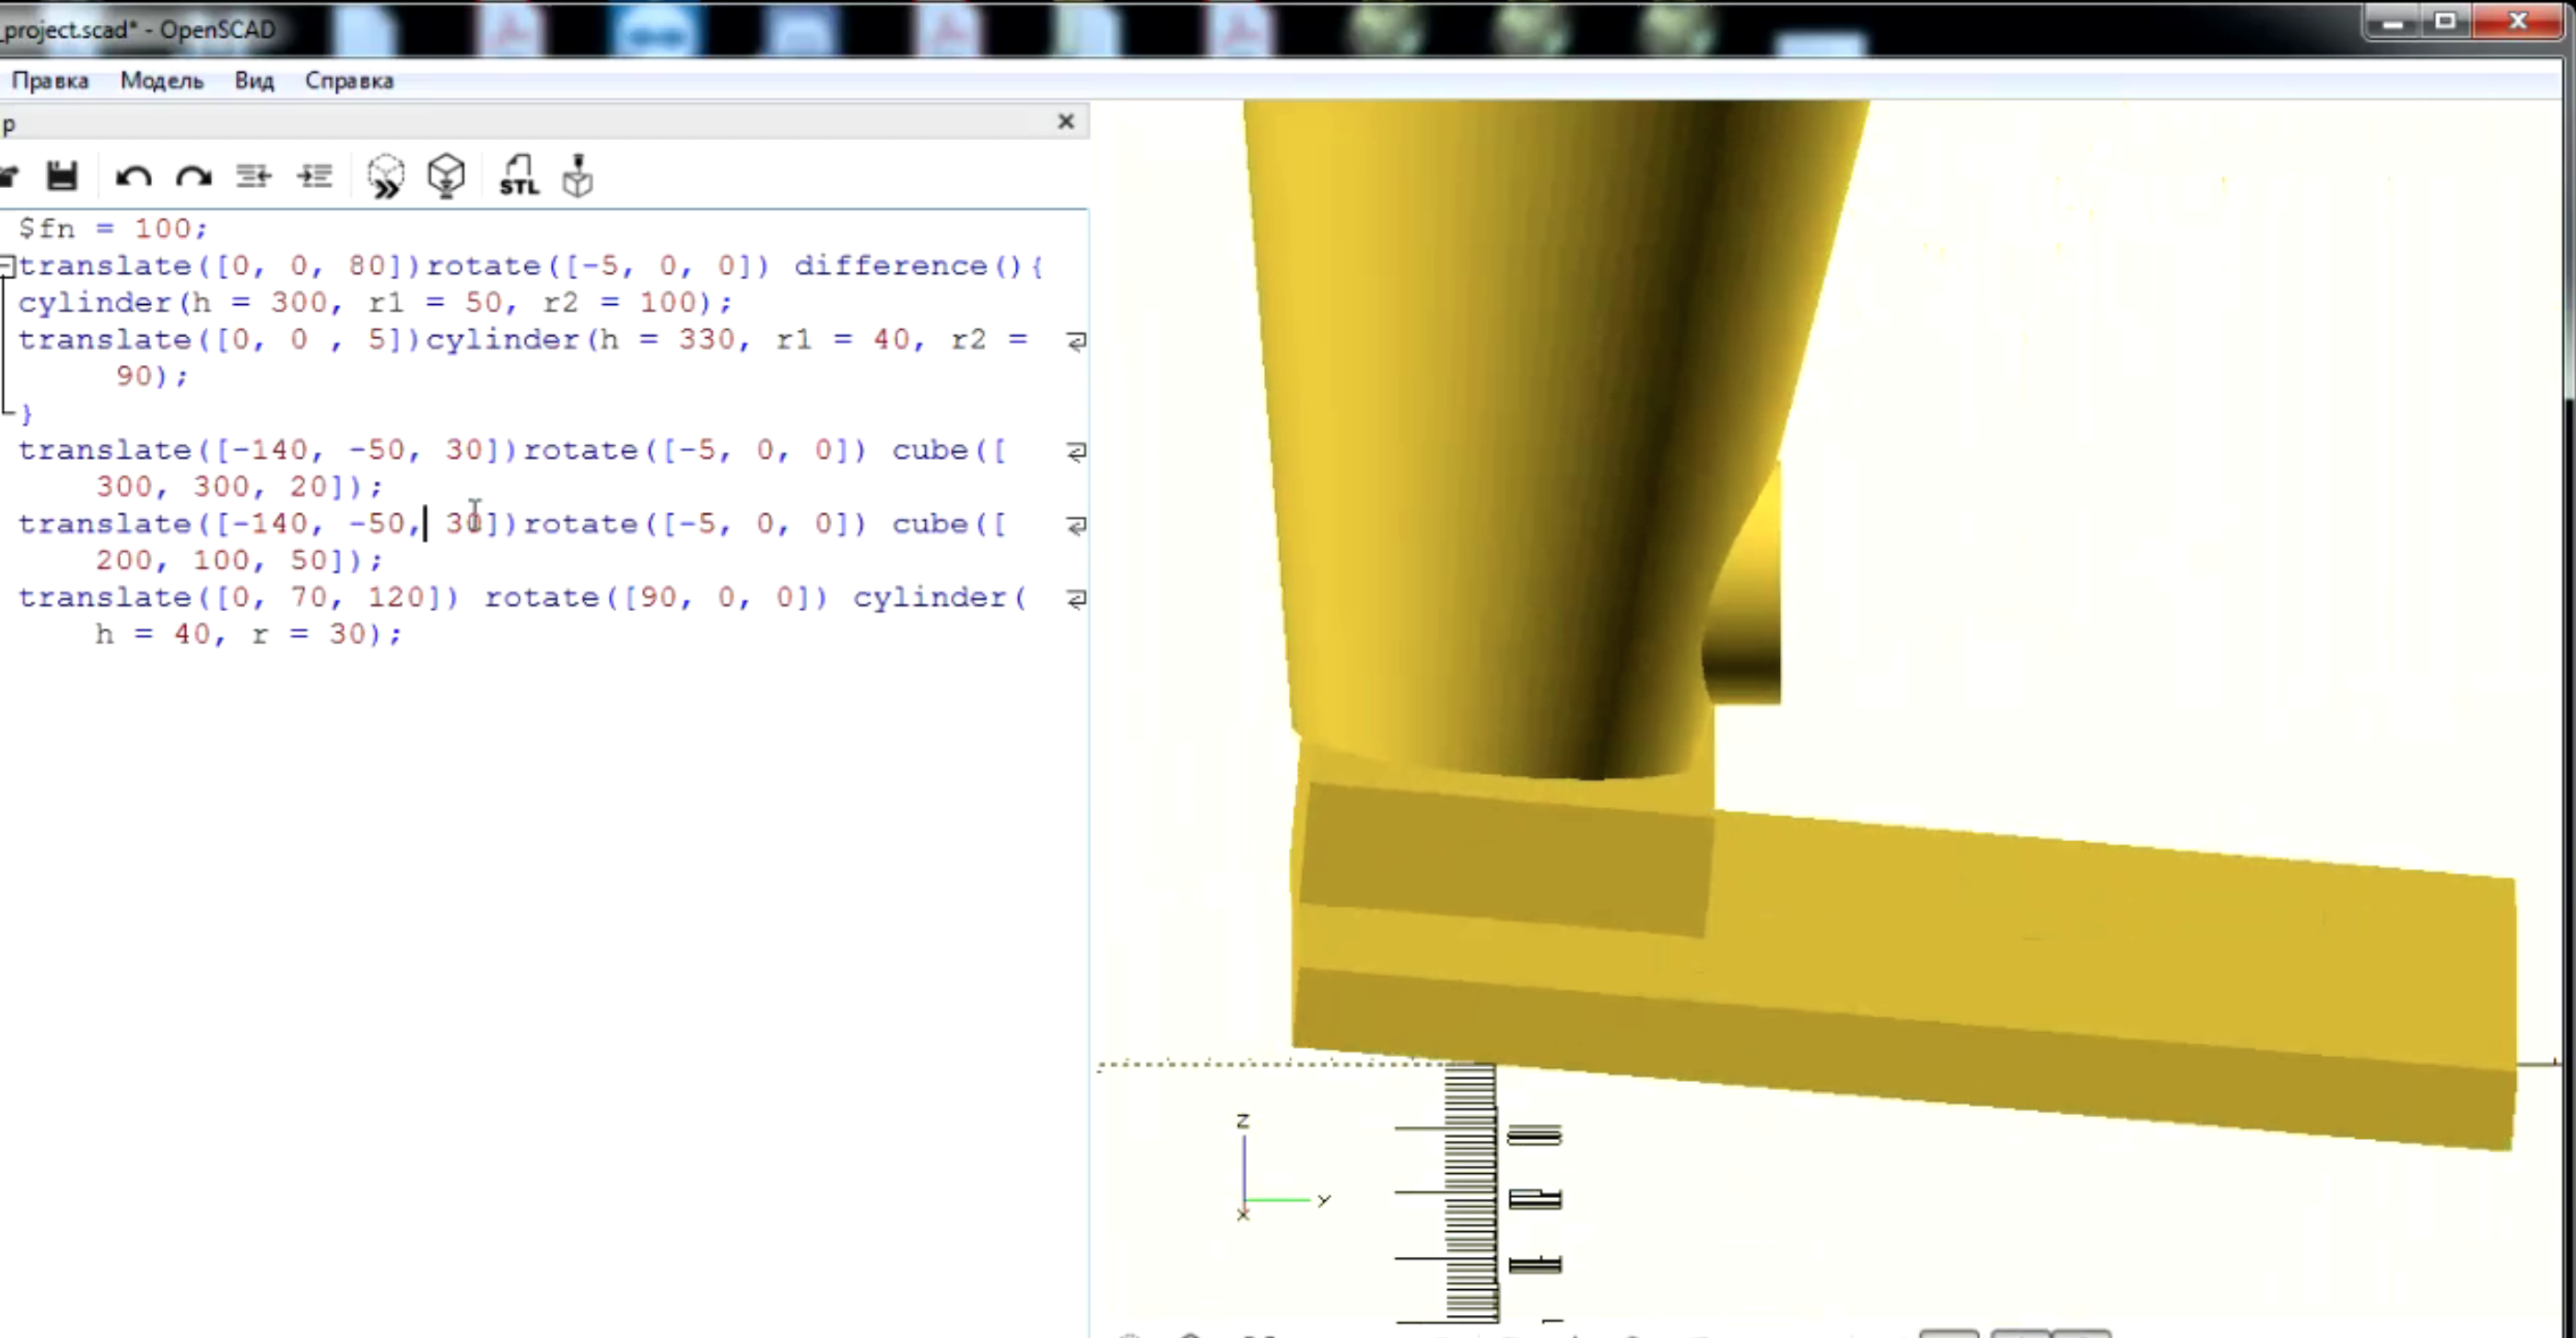 _project.scad* - OpenSCAD
Правка Модель Вид Справка
р
STL
$fn = 100;
translate([0, 0, 80])rotate([-5, 0, 0]) difference(){
cylinder(h = 300, r1 = 50, r2 = 100);
translate([0, 0 , 5])cylinder(h = 330, r1 = 40, r2 =
90);
}
translate([-140, -50, 30])rotate([-5, 0, 0]) cube([
300, 300, 20]);
translate([-140, -50, 30])rotate([-5, 0, 0]) cube([
200, 100, 50]);
translate([0, 70, 120]) rotate([90, 0, 0]) cylinder(
h = 40, r = 30);
Z
Y
X